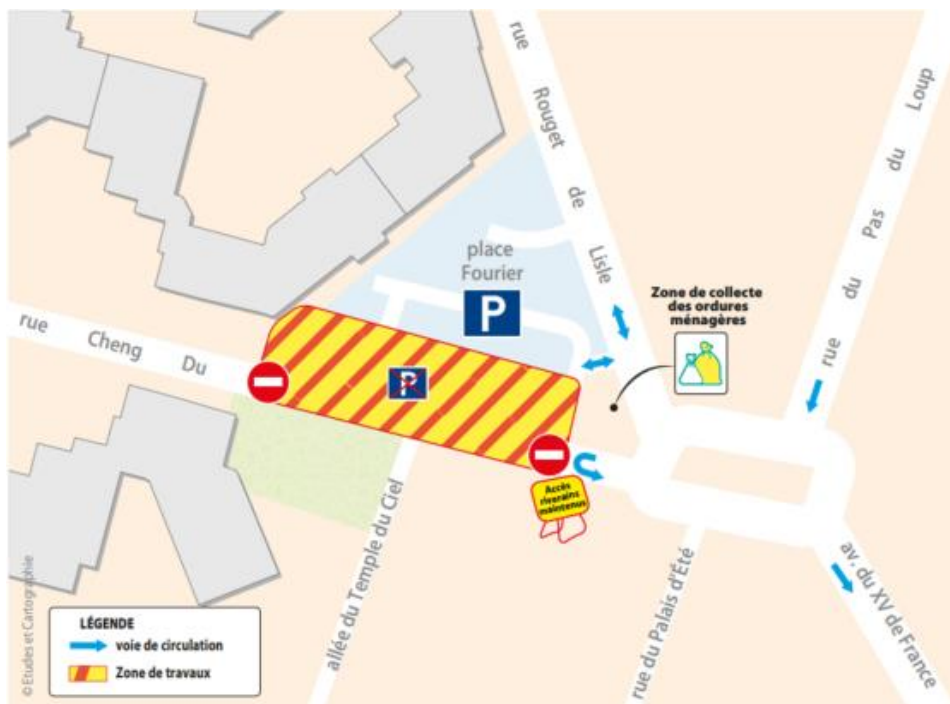 rue
Rouget
de
Lisle
rue
du
Pas
du
Loup
place
Fourier
P
Zone de collecte
des ordures
ménagères
rue
Cheng
Du
P
Accès
riverains
maintenus
allée du Temple du Ciel
rue du Palais d'Été
av. du XV de France
© Etudes et Cartographie
LÉGENDE
voie de circulation
Zone de travaux